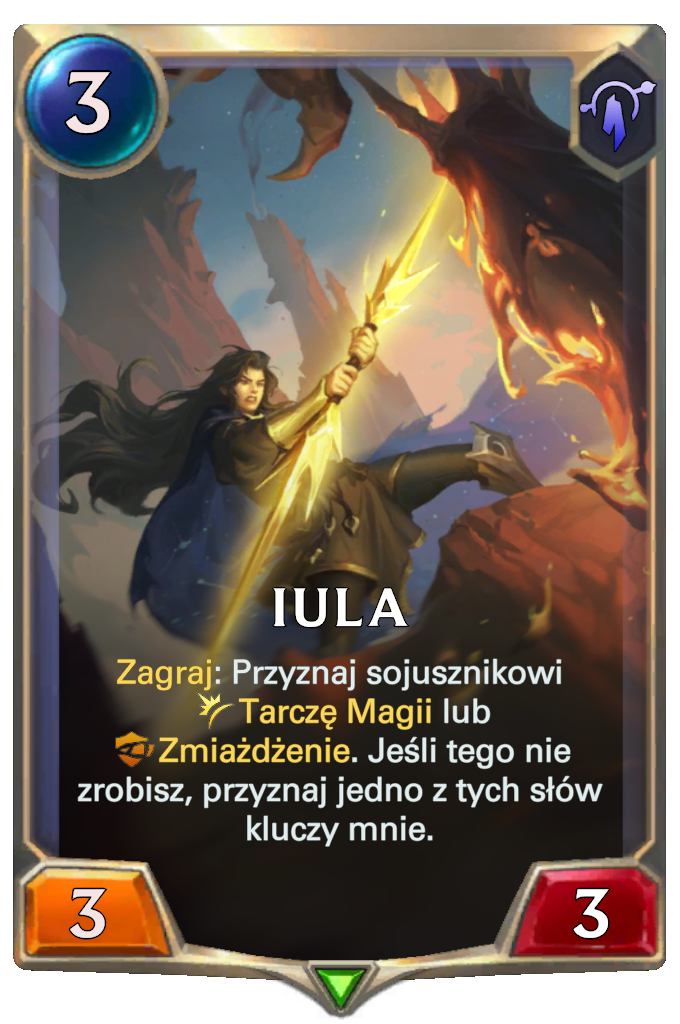 3
IULA
Zagraj: Przyznaj sojusznikowi
Tarczę Magii lub
Zmiażdżenie. Jeśli tego nie
zrobisz, przyznaj jedno z tych słów
kluczy mnie.
3
3